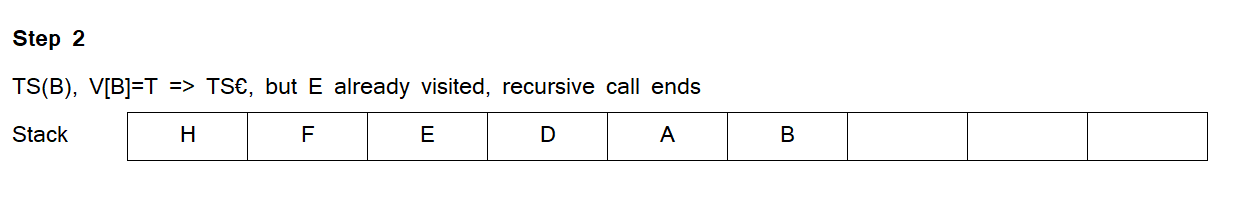 Step 2
TS(B), V[B]=T => TS€, but E already visited, recursive call ends
Stack H F E D A B